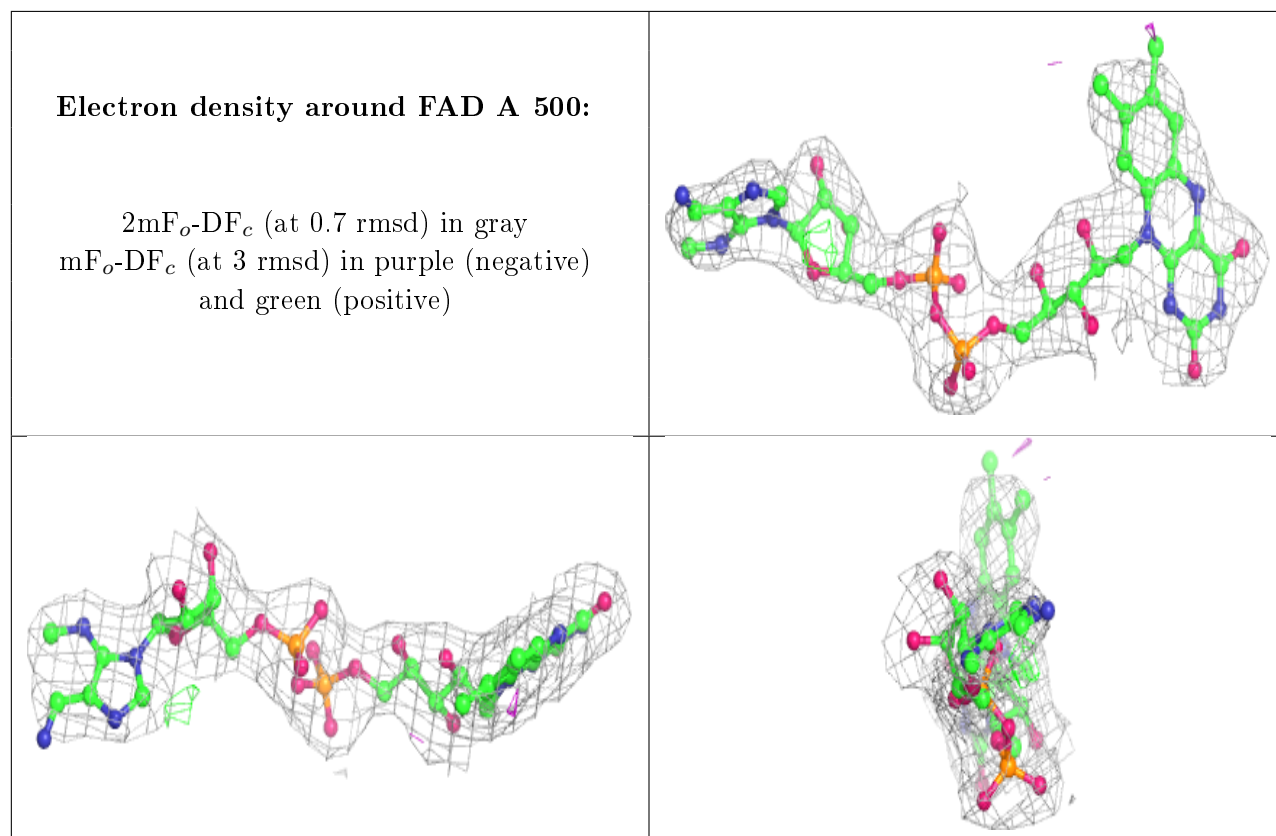 Electron density around FAD A 500:
2mFo-DFc (at 0.7 rmsd) in gray
mFo-DFc (at 3 rmsd) in purple (negative)
and green (positive)